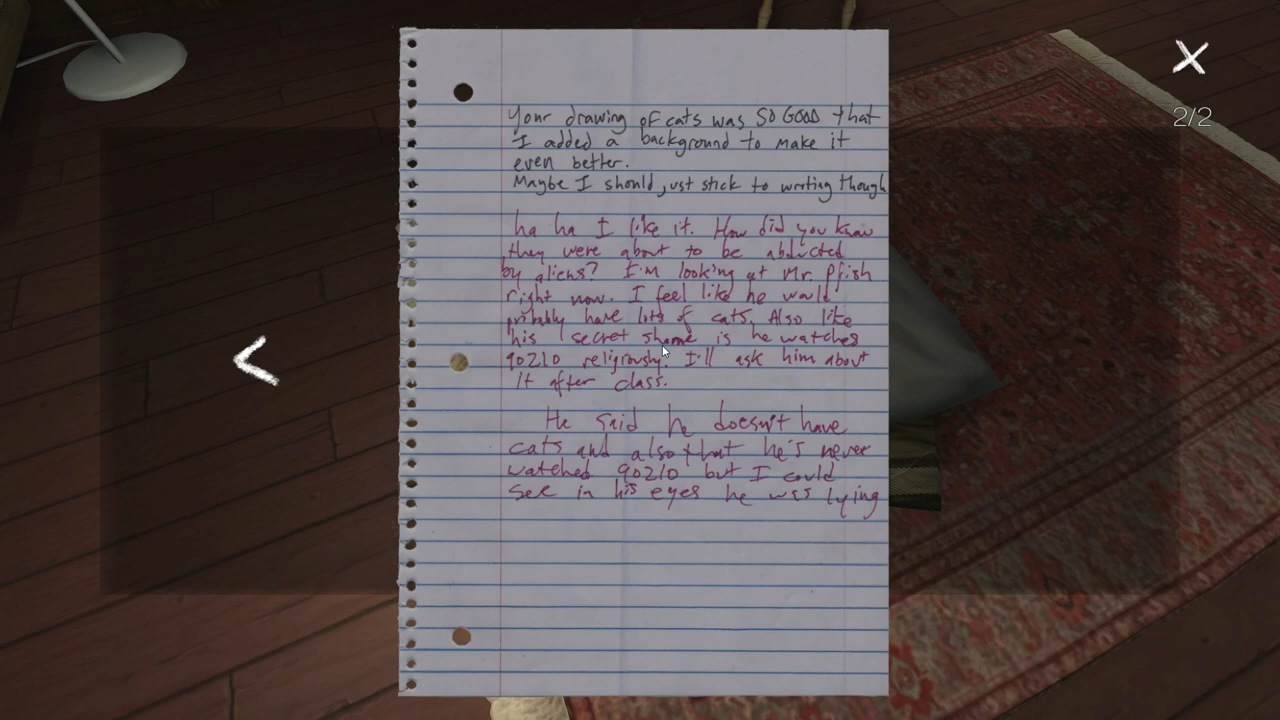 2/2
Your drawing of cats was SO GOOD that
I added a background to make it
even better.
Maybe I should just stick to writing though
ha ha I like it. How did you know
they were about to be abducted
by aliens? I'm looking at Mr. Pfish
right now. I feel like he would
probably have lots of cats. Also like
his secret shame is he watches
90210 religiously. I'll ask him about
it after class.
He said he doesn't have
cats and also that he's never
watched 90210 but I could
see in his eyes he was lying